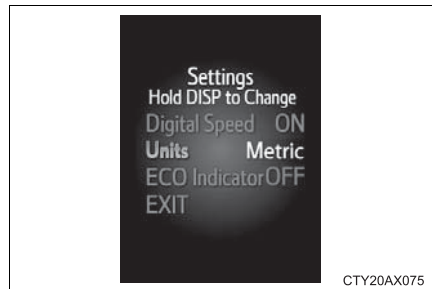 Settings
Hold DISP to Change
Digital Speed ON
Units Metric
ECO Indicator OFF
EXIT
CTY20AX075